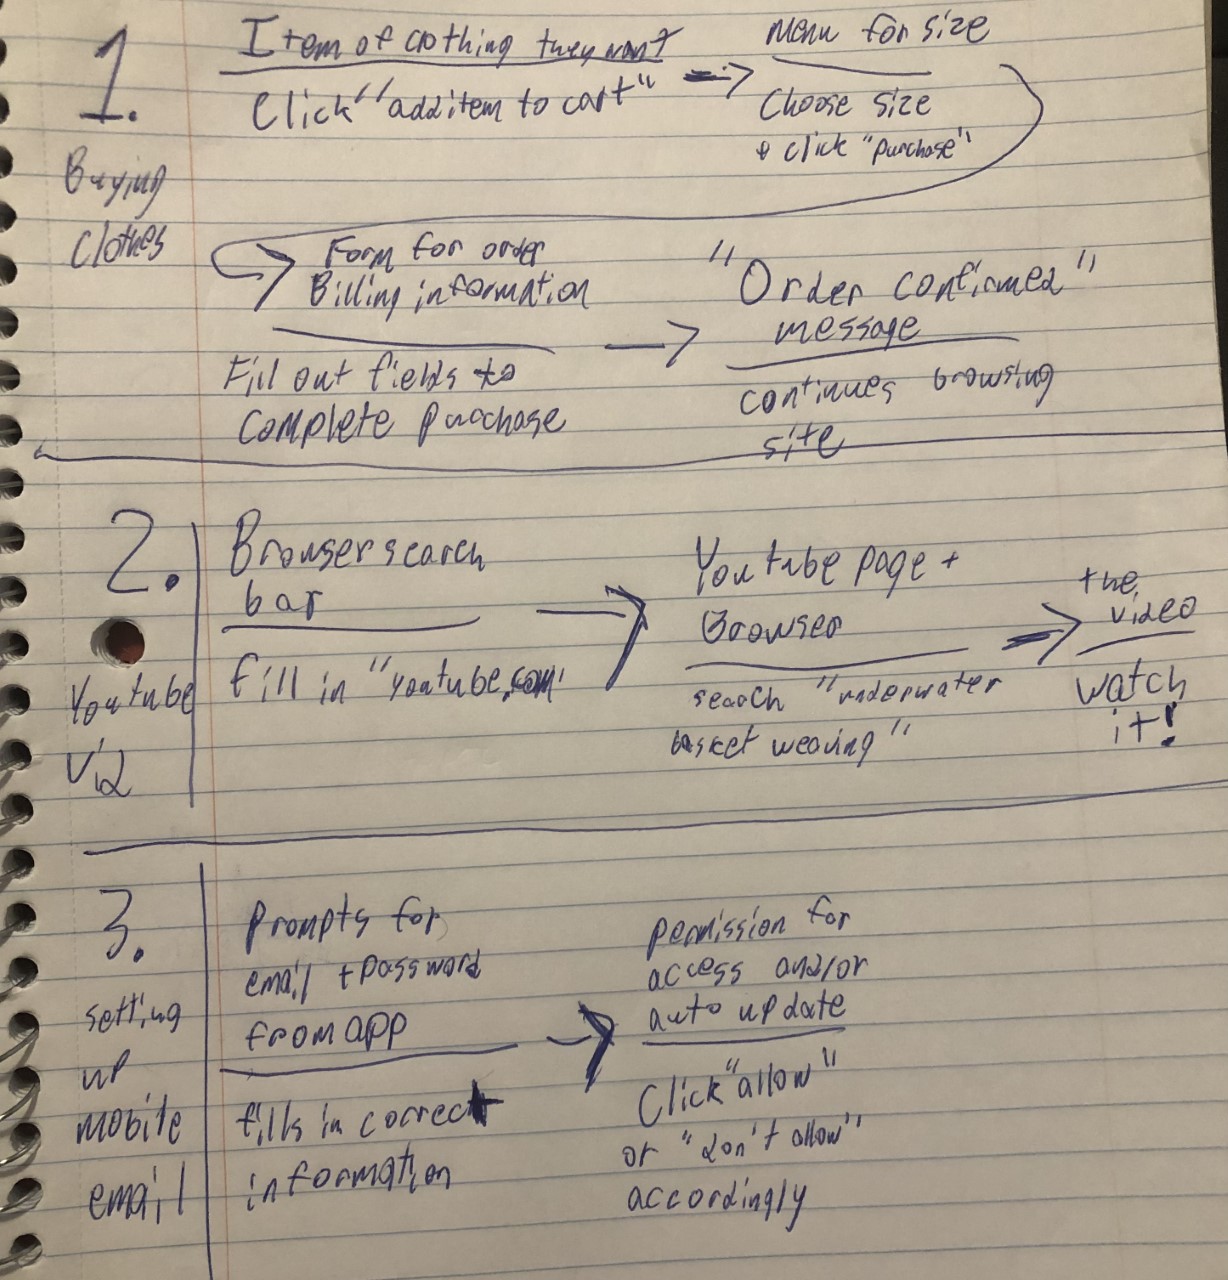 1.
Buying
Clothes
Item of clothing they want
Click "add item to cart"
Menu for size
Choose size
+ click "purchase"
Form for order
Billing information
Fill out fields to
complete purchase
"Order confirmed"
message
continues browsing
site
2.
Youtube
vid
Browser search
bar
fill in "youtube.com"
Youtube page +
Browser
search "underwater
basket weaving"
the
video
watch
it!
3.
setting
up
mobile
email
Prompts for
email + password
from app
fills in correct
information
permission for
access and/or
auto update
Click "allow"
or "don't allow"
accordingly